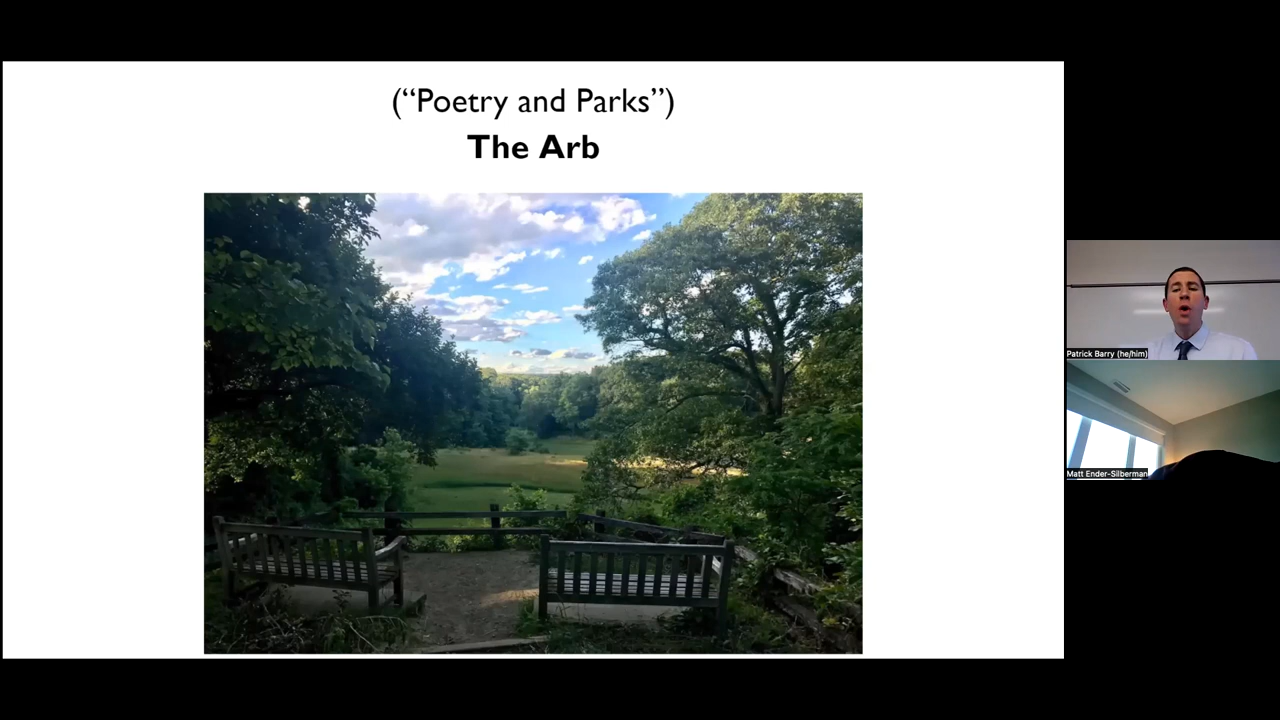 (“Poetry and Parks”)
The Arb
Patrick Barry (he/him)
Matt Ender-Silberman